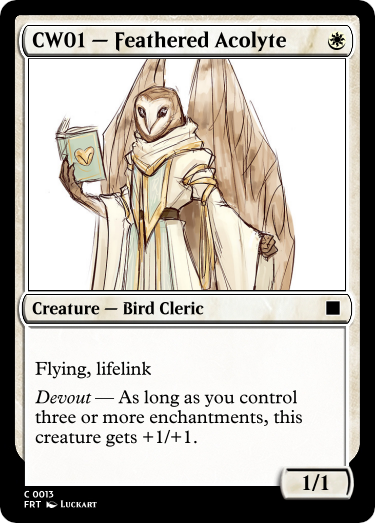 CW01 — Feathered Acolyte
Creature — Bird Cleric
Flying, lifelink
Devout — As long as you control
three or more enchantments, this
creature gets +1/+1.
1/1
C 0013
FRT Luckart